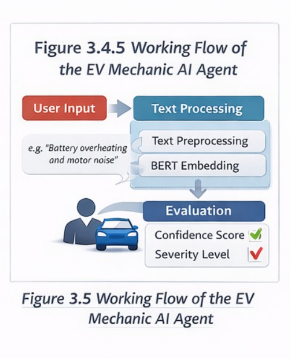 Figure 3.4.5 Working Flow of
the EV Mechanic AI Agent
User Input
Text Processing
e.g. "Battery overheating
and motor noise"
Text Preprocessing
BERT Embedding
Evaluation
Confidence Score
Severity Level
Figure 3.5 Working Flow of the EV
Mechanic AI Agent